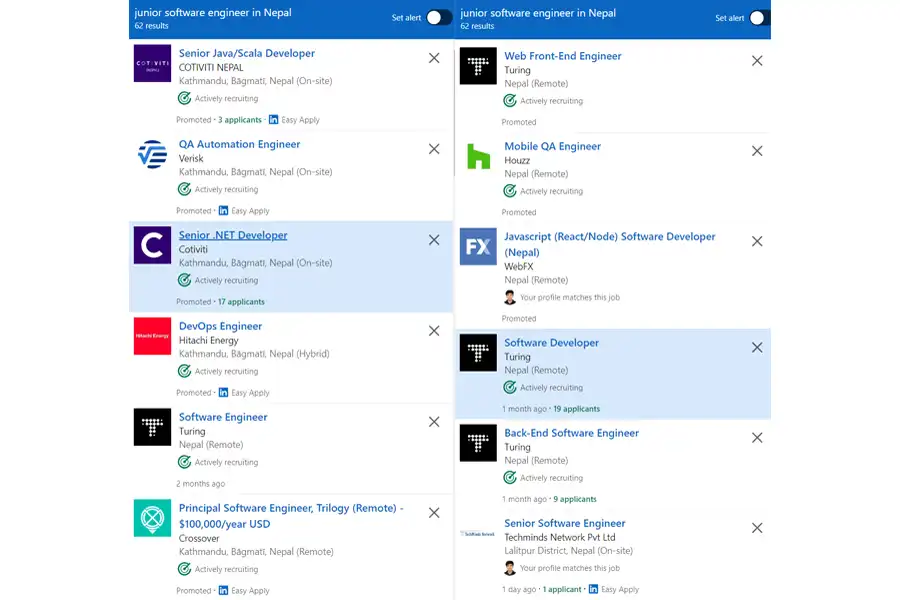 junior software engineer in Nepal
62 results
Set alert
COTIVITI
NEPAL
Senior Java/Scala Developer
COTIVITI NEPAL
Kathmandu, Bāgmatī, Nepal (On-site)
Actively recruiting
Promoted · 3 applicants · in Easy Apply
QA Automation Engineer
Verisk
Kathmandu, Bāgmatī, Nepal (On-site)
Actively recruiting
Promoted · in Easy Apply
C
Senior .NET Developer
Cotiviti
Kathmandu, Bāgmatī, Nepal (On-site)
Actively recruiting
Promoted · 17 applicants
Hitachi Energy
DevOps Engineer
Hitachi Energy
Kathmandu, Bāgmatī, Nepal (Hybrid)
Actively recruiting
Promoted · in Easy Apply
Software Engineer
Turing
Nepal (Remote)
Actively recruiting
2 months ago
Principal Software Engineer, Trilogy (Remote) -
$100,000/year USD
Crossover
Kathmandu, Bāgmatī, Nepal (Remote)
Actively recruiting
Promoted · in Easy Apply
junior software engineer in Nepal
62 results
Set alert
Web Front-End Engineer
Turing
Nepal (Remote)
Actively recruiting
Promoted
Mobile QA Engineer
Houzz
Nepal (Remote)
Actively recruiting
Promoted
FX
Javascript (React/Node) Software Developer
(Nepal)
WebFX
Nepal (Remote)
Your profile matches this job
Promoted
Software Developer
Turing
Nepal (Remote)
Actively recruiting
1 month ago · 19 applicants
Back-End Software Engineer
Turing
Nepal (Remote)
Actively recruiting
1 month ago · 9 applicants
Senior Software Engineer
Techminds Network Pvt Ltd
Lalitpur District, Nepal (On-site)
Your profile matches this job
1 day ago · 1 applicant · in Easy Apply